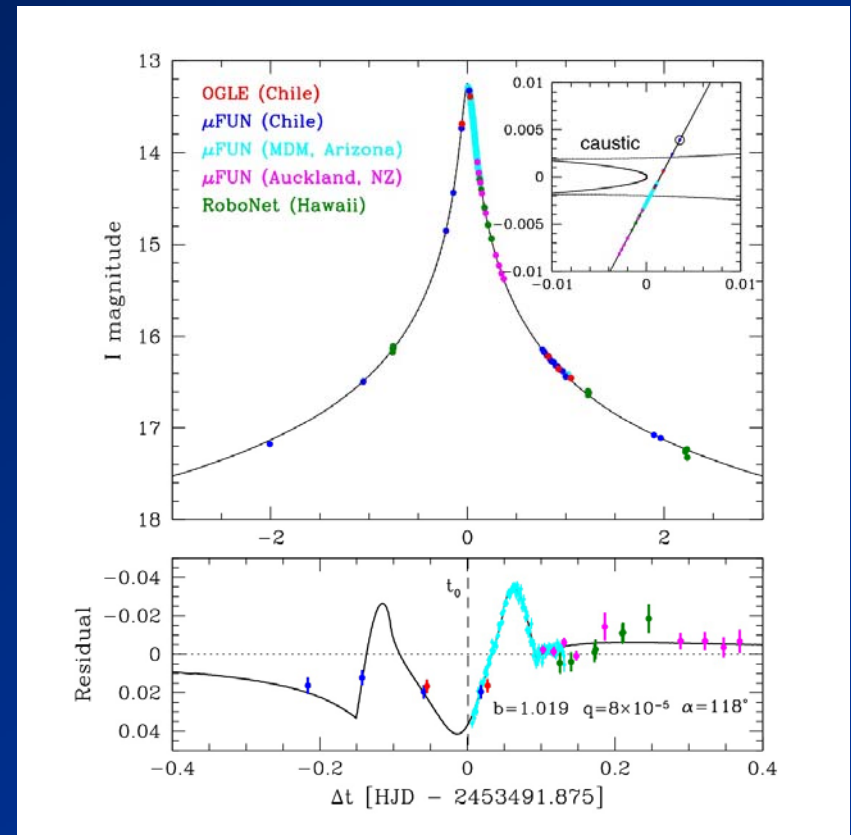 13
14
15
16
17
18
I magnitude
OGLE (Chile)
μFUN (Chile)
μFUN (MDM, Arizona)
μFUN (Auckland, NZ)
RoboNet (Hawaii)
0.01
0.005
0
-0.005
-0.01
caustic
-0.01
0
0.01
-2
0
2
-0.04
-0.02
0
0.02
0.04
Residual
t₀
b=1.019 q=8×10⁻⁵ α=118°
-0.4
-0.2
0
0.2
0.4
Δt [HJD - 2453491.875]